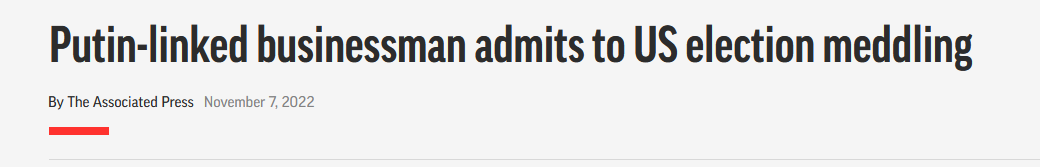 Putin-linked businessman admits to US election meddling
By The Associated Press November 7, 2022